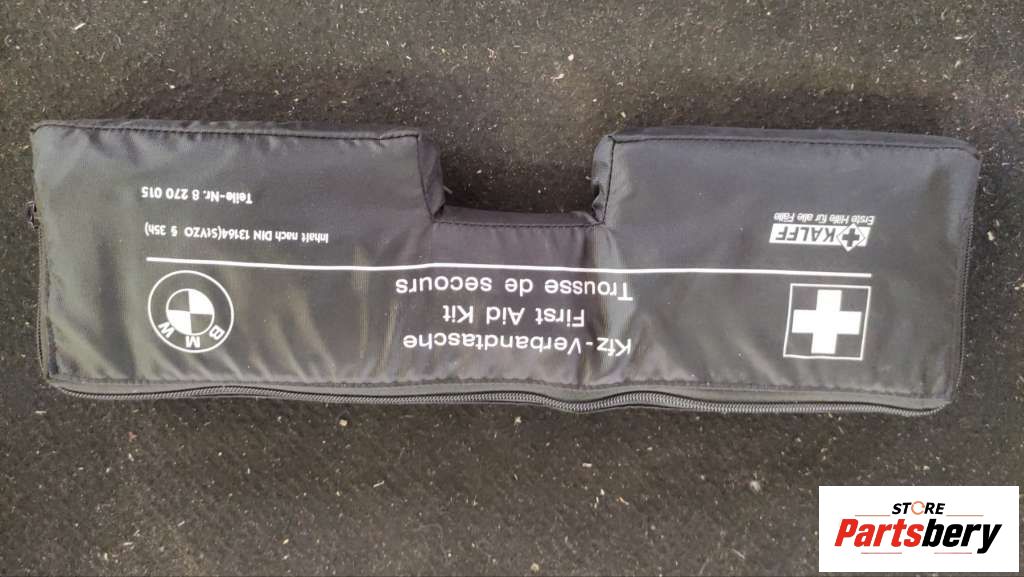 Kfz-Verbandtasche
First Aid Kit
Trousse de secours
BMW
Inhalt nach DIN 13164(StVZO § 35h)
Teile-Nr. 8 270 015
KALFF
Erste Hilfe für alle Fälle
STORE
Partsbery